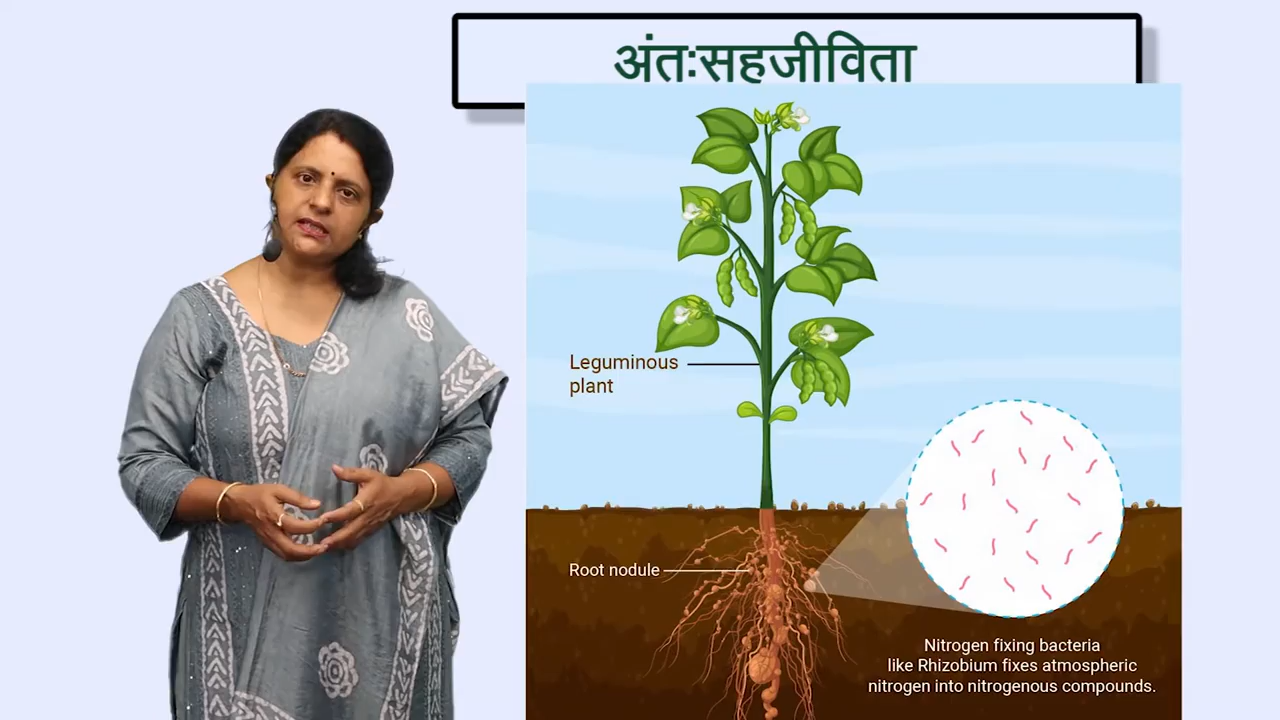 अंतःसहजीविता
Leguminous
plant
Root nodule
Nitrogen fixing bacteria
like Rhizobium fixes atmospheric
nitrogen into nitrogenous compounds.